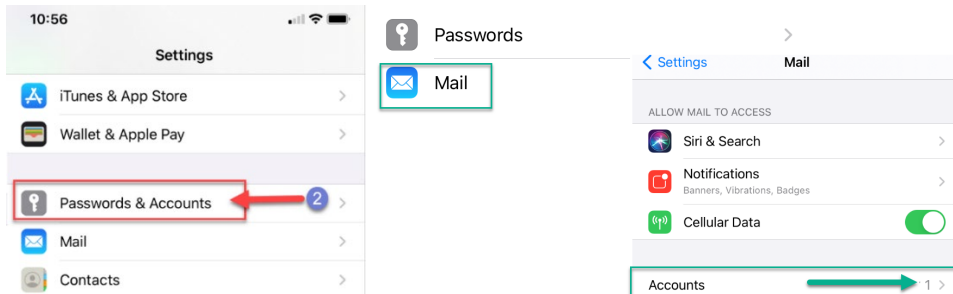 10:56
Settings
iTunes & App Store
Wallet & Apple Pay
Passwords & Accounts
2
Mail
Contacts
Passwords
Mail
Settings
Mail
ALLOW MAIL TO ACCESS
Siri & Search
Notifications
Banners, Vibrations, Badges
Cellular Data
Accounts
1